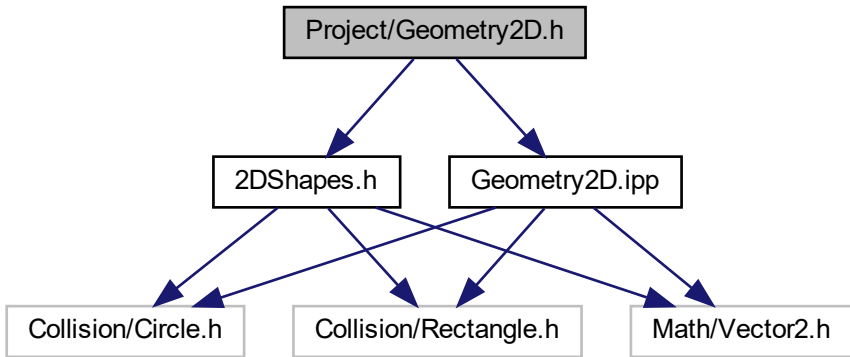 Project/Geometry2D.h
2DShapes.h
Geometry2D.ipp
Collision/Circle.h
Collision/Rectangle.h
Math/Vector2.h